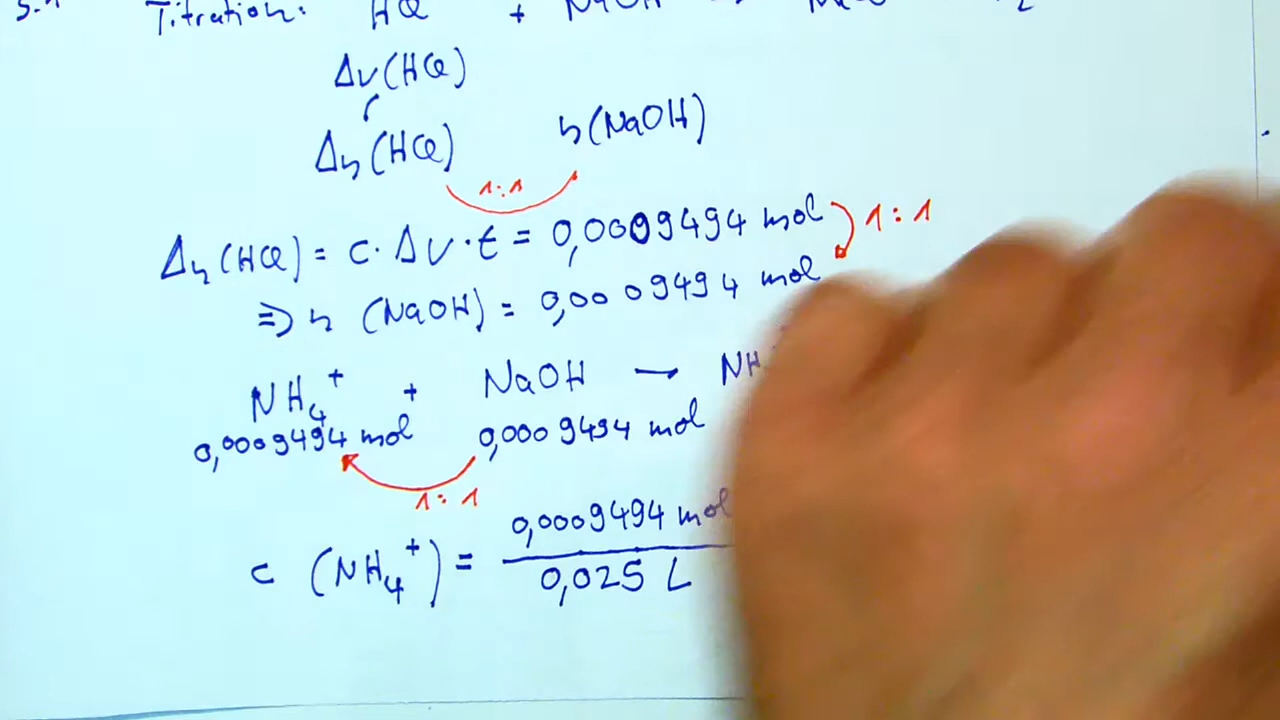 Titration: HCl +
ΔV(HCl)
Δn(HCl) n(NaOH)
1:1
Δn(HCl) = c · ΔV · t = 0,0009494 mol 1:1
⇒ n (NaOH) = 0,0009494 mol
NH₄⁺ + NaOH → NH
0,0009494 mol 0,0009494 mol
1:1
0,0009494 mol
c (NH₄⁺) =
0,025 L